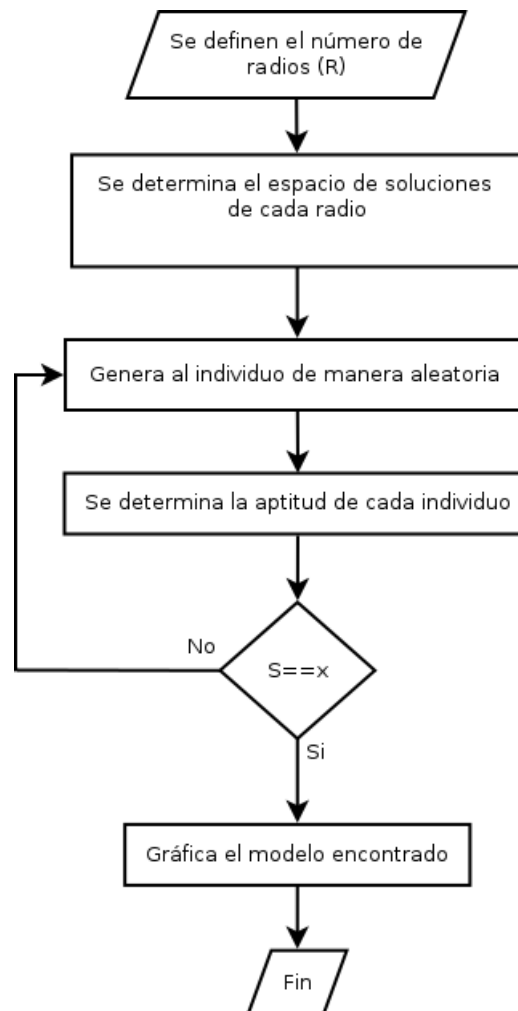 Se definen el número de
radios (R)
Se determina el espacio de soluciones
de cada radio
Genera al individuo de manera aleatoria
Se determina la aptitud de cada individuo
No
S==x
Si
Gráfica el modelo encontrado
Fin